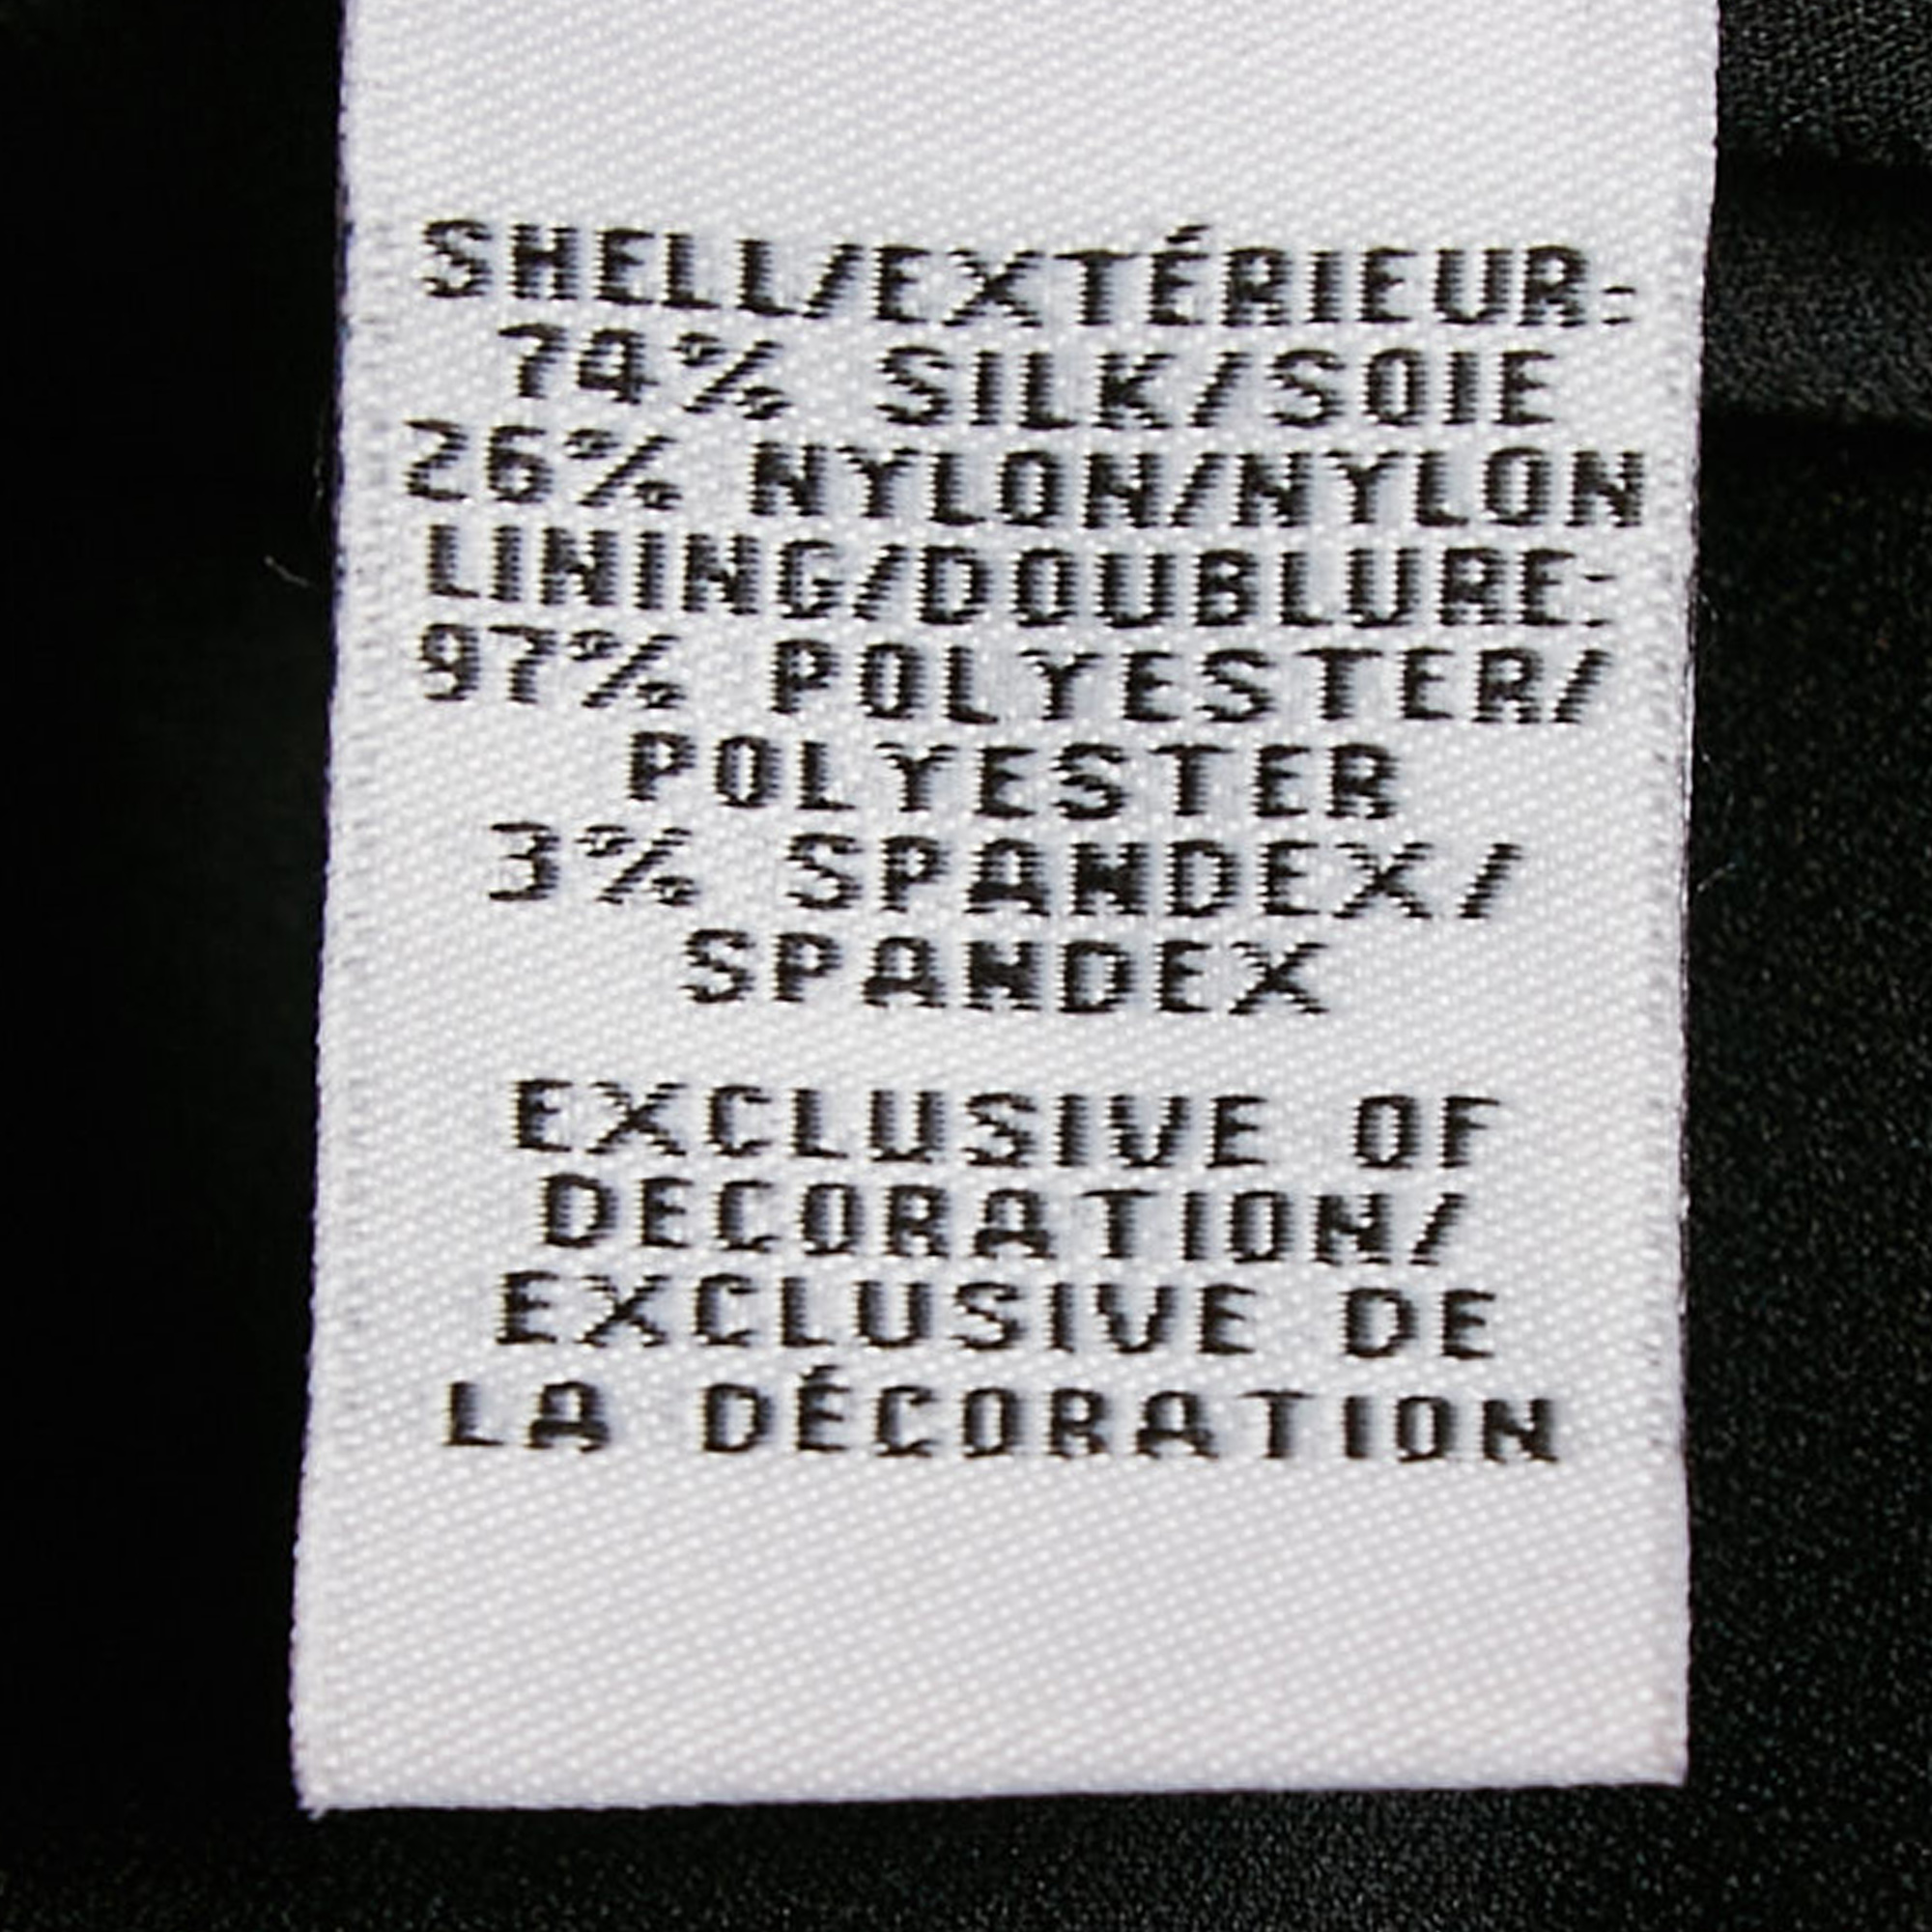 SHELL/EXTÉRIEUR:
74% SILK/SOIE
26% NYLON/NYLON
LINING/DOUBLURE:
97% POLYESTER/
POLYESTER
3% SPANDEX/
SPANDEX
EXCLUSIVE OF
DECORATION/
EXCLUSIVE DE
LA DÉCORATION